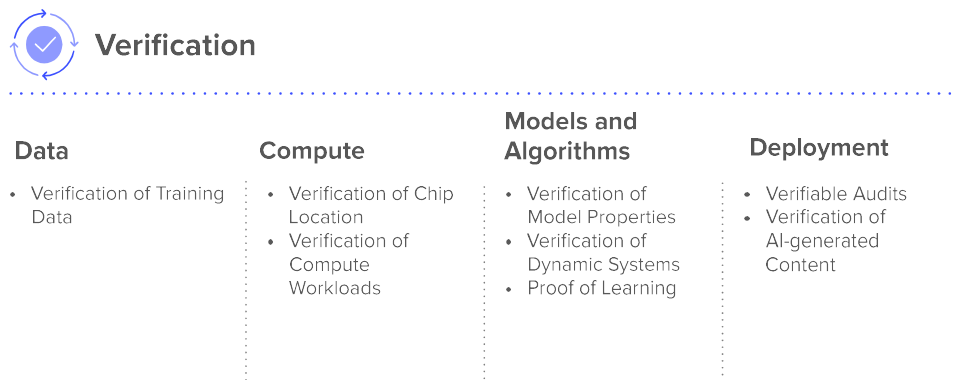 Verification
Data
• Verification of Training
Data
Compute
• Verification of Chip
Location
• Verification of
Compute
Workloads
Models and
Algorithms
• Verification of
Model Properties
• Verification of
Dynamic Systems
• Proof of Learning
Deployment
• Verifiable Audits
• Verification of
AI-generated
Content